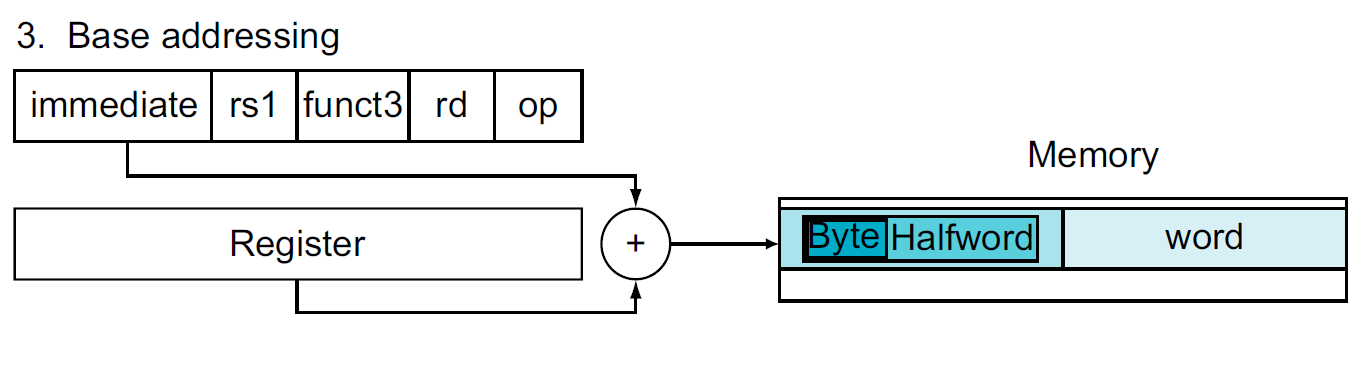 3. Base addressing
immediate rs1 funct3 rd op
Memory
Register + Byte Halfword word